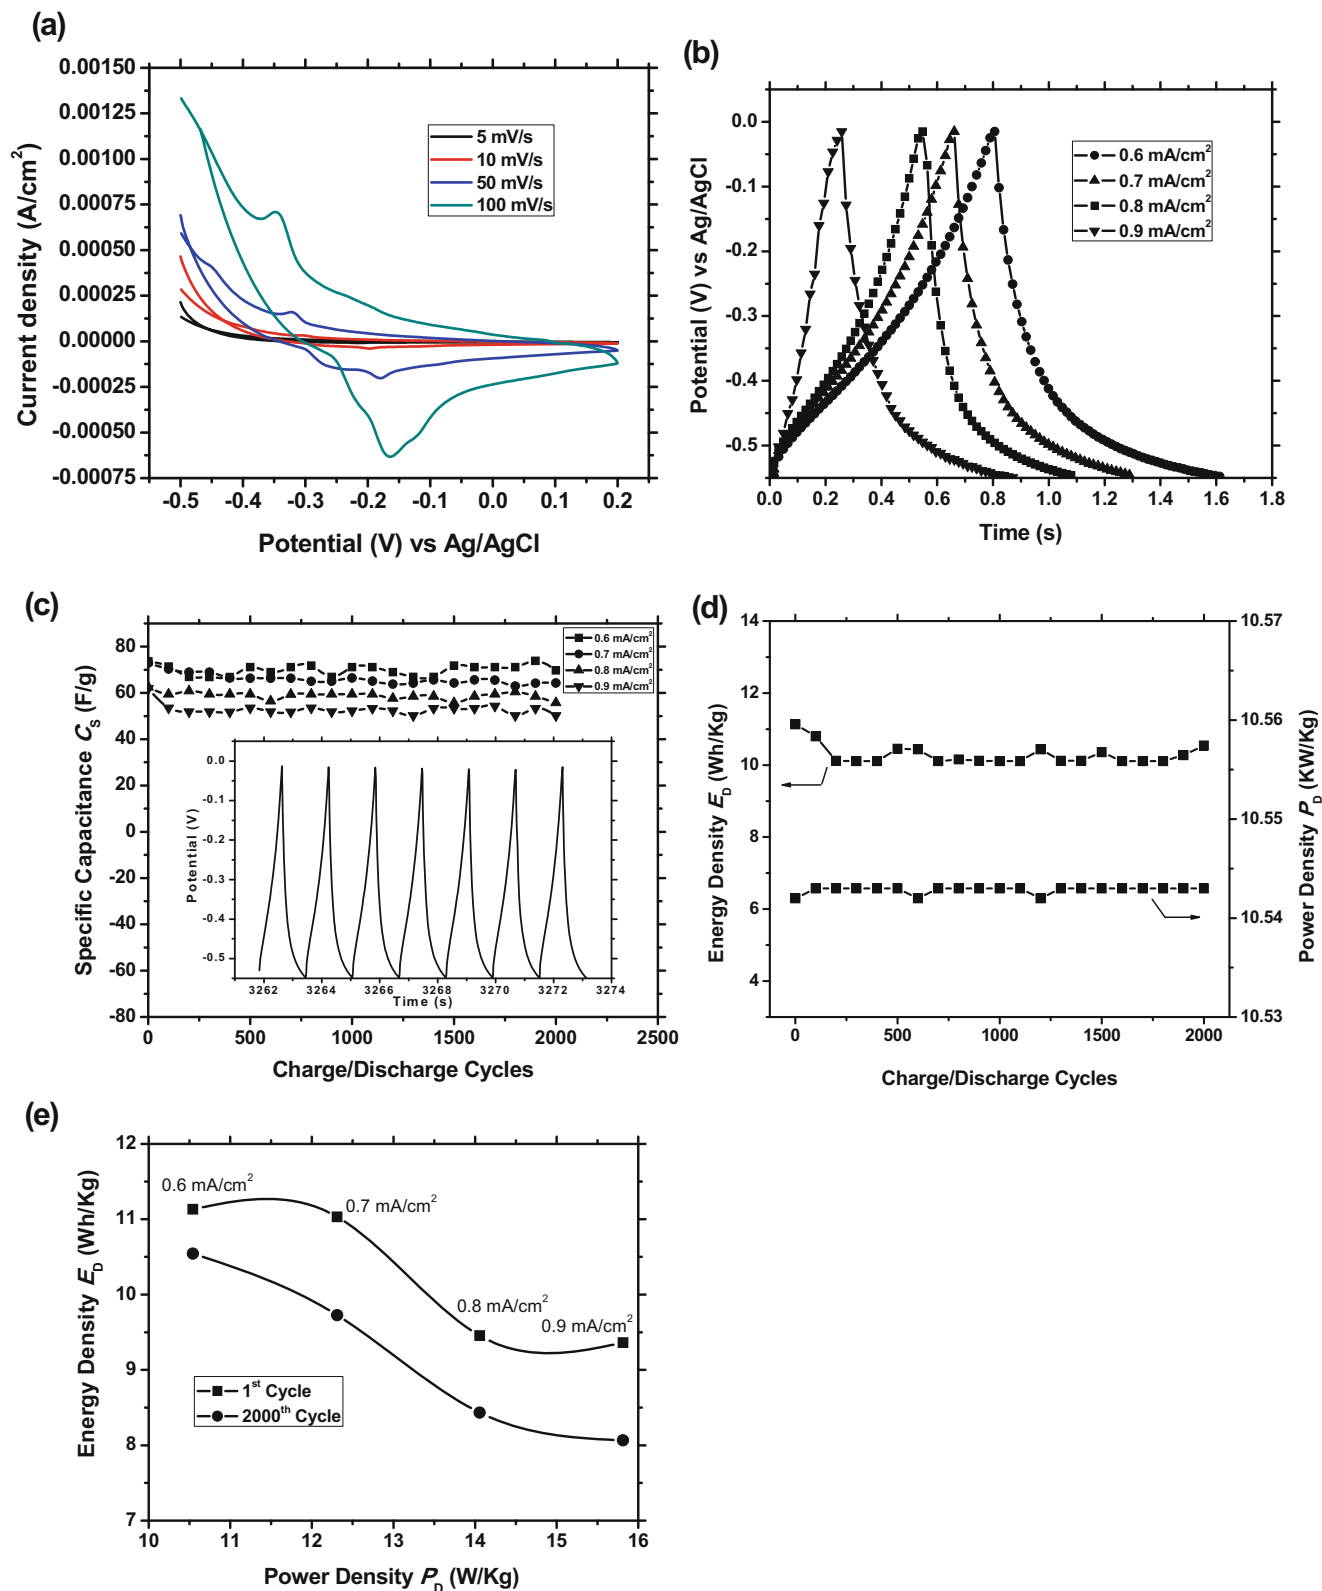 (a)
0.00150
0.00125
0.00100
0.00075
0.00050
0.00025
0.00000
-0.00025
-0.00050
-0.00075
Current density (A/cm²)
5 mV/s
10 mV/s
50 mV/s
100 mV/s
-0.5 -0.4 -0.3 -0.2 -0.1 0.0 0.1 0.2
Potential (V) vs Ag/AgCl
(b)
0.0
-0.1
-0.2
-0.3
-0.4
-0.5
Potential (V) vs Ag/AgCl
0.6 mA/cm²
0.7 mA/cm²
0.8 mA/cm²
0.9 mA/cm²
0.0 0.2 0.4 0.6 0.8 1.0 1.2 1.4 1.6 1.8
Time (s)
(c)
80
60
40
20
0
-20
-40
-60
-80
Specific Capacitance Cs (F/g)
0.6 mA/cm²
0.7 mA/cm²
0.8 mA/cm²
0.9 mA/cm²
0.0
-0.1
-0.2
-0.3
-0.4
-0.5
Potential (V)
3262 3264 3266 3268 3270 3272 3274
Time (s)
0 500 1000 1500 2000 2500
Charge/Discharge Cycles
(d)
14
12
10
8
6
4
Energy Density E_D (Wh/Kg)
10.57
10.56
10.55
10.54
10.53
Power Density P_D (KW/Kg)
0 500 1000 1500 2000
Charge/Discharge Cycles
(e)
12
11
10
9
8
7
Energy Density E_D (Wh/Kg)
0.6 mA/cm²
0.7 mA/cm²
0.8 mA/cm²
0.9 mA/cm²
1st Cycle
2000th Cycle
10 11 12 13 14 15 16
Power Density P_D (W/Kg)